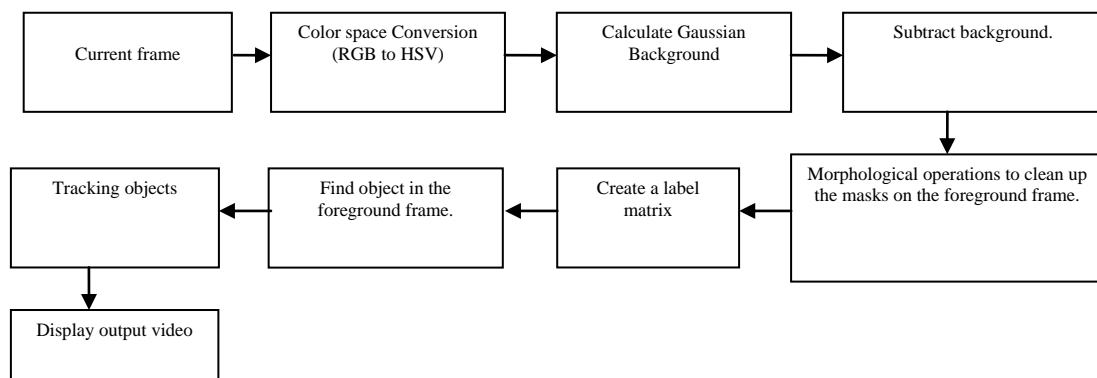 Current frame
Color space Conversion
(RGB to HSV)
Calculate Gaussian
Background
Subtract background.
Morphological operations to clean up
the masks on the foreground frame.
Create a label
matrix
Find object in the
foreground frame.
Tracking objects
Display output video